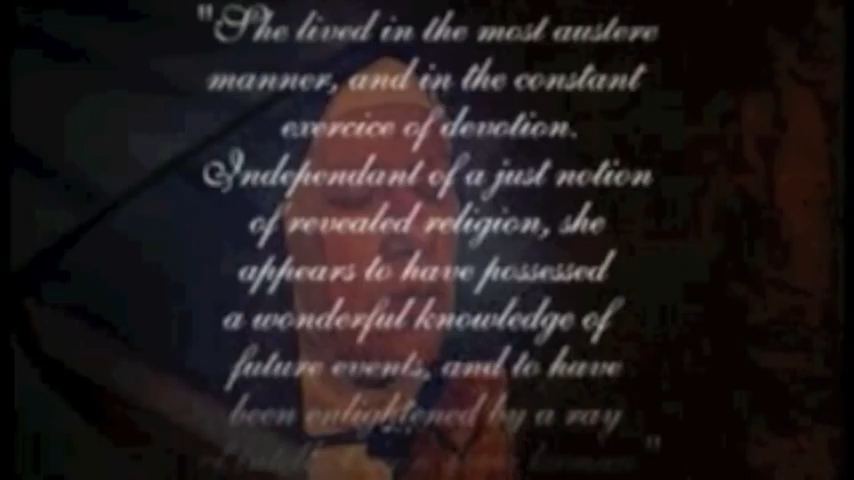 "She lived in the most austere
manner, and in the constant
exercice of devotion.
Independant of a just notion
of revealed religion, she
appears to have possessed
a wonderful knowledge of
future events, and to have
been enlightened by a ray
"